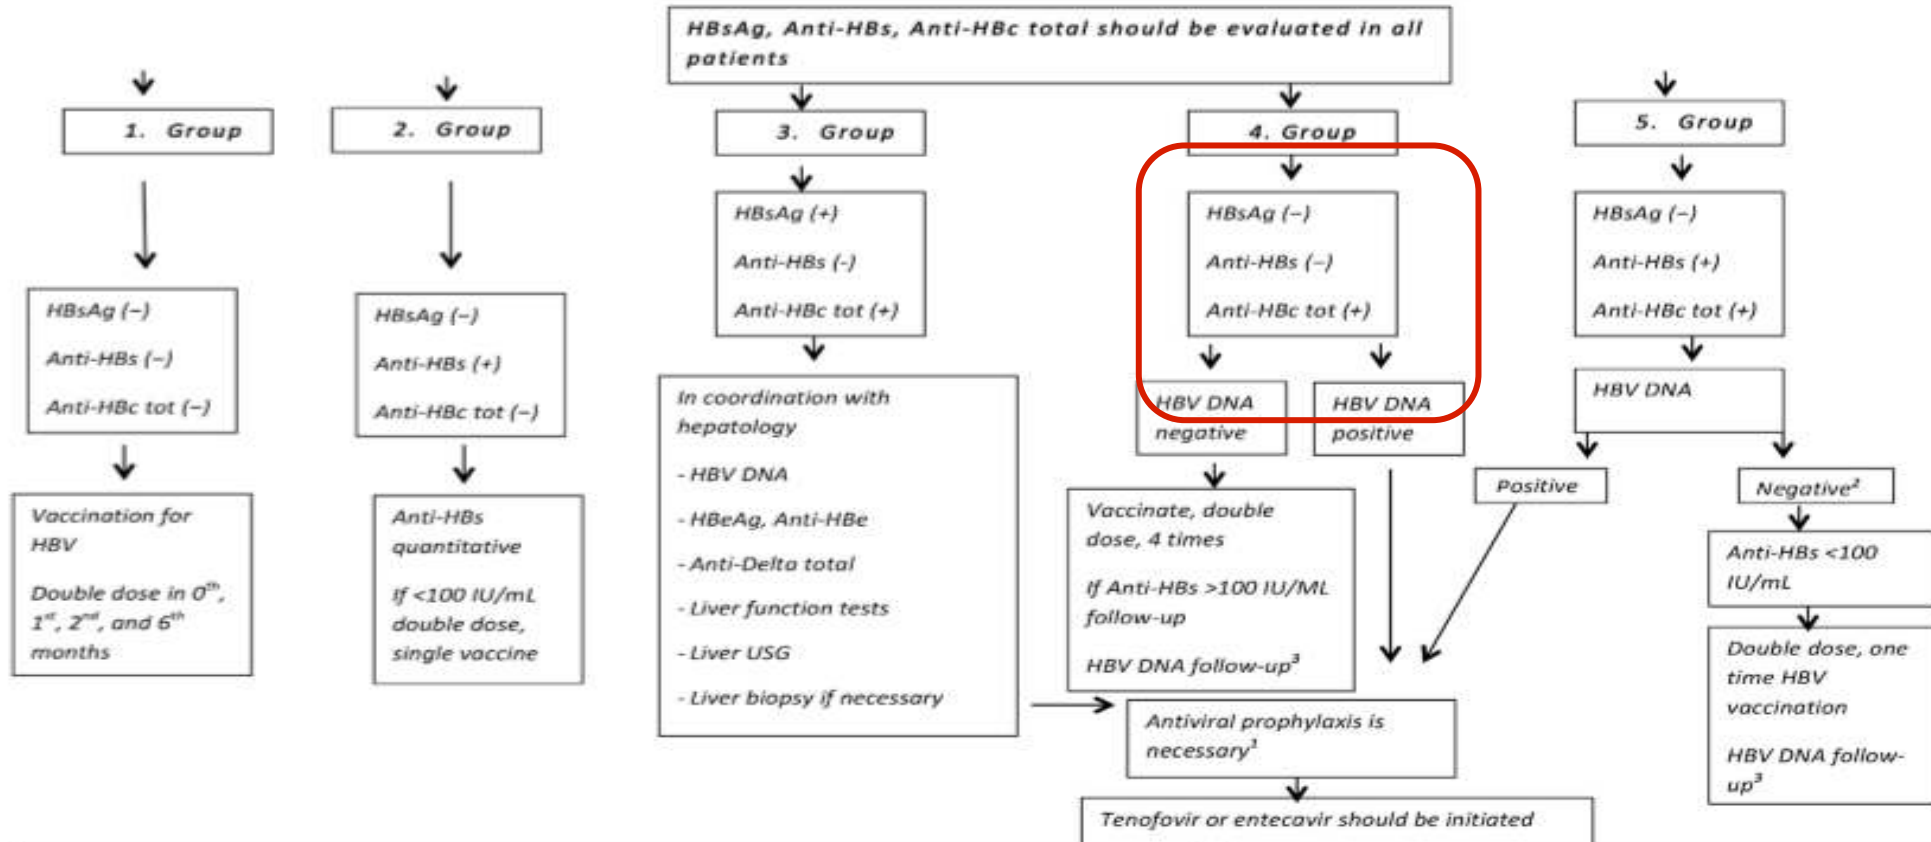 HBsAg, Anti-HBs, Anti-HBc total should be evaluated in all
patients
1. Group
HBsAg (–)
Anti-HBs (–)
Anti-HBc tot (–)
Vaccination for
HBV
Double dose in 0th,
1st, 2nd, and 6th
months
2. Group
HBsAg (–)
Anti-HBs (+)
Anti-HBc tot (–)
Anti-HBs
quantitative
If <100 IU/mL
double dose,
single vaccine
3. Group
HBsAg (+)
Anti-HBs (-)
Anti-HBc tot (+)
In coordination with
hepatology
- HBV DNA
- HBeAg, Anti-HBe
- Anti-Delta total
- Liver function tests
- Liver USG
- Liver biopsy if necessary
4. Group
HBsAg (–)
Anti-HBs (–)
Anti-HBc tot (+)
HBV DNA
negative
HBV DNA
positive
Vaccinate, double
dose, 4 times
If Anti-HBs >100 IU/ML
follow-up
HBV DNA follow-up³
Antiviral prophylaxis is
necessary¹
Tenofovir or entecavir should be initiated
5. Group
HBsAg (–)
Anti-HBs (+)
Anti-HBc tot (+)
HBV DNA
Positive
Negative²
Anti-HBs <100
IU/mL
Double dose, one
time HBV
vaccination
HBV DNA follow-
up³